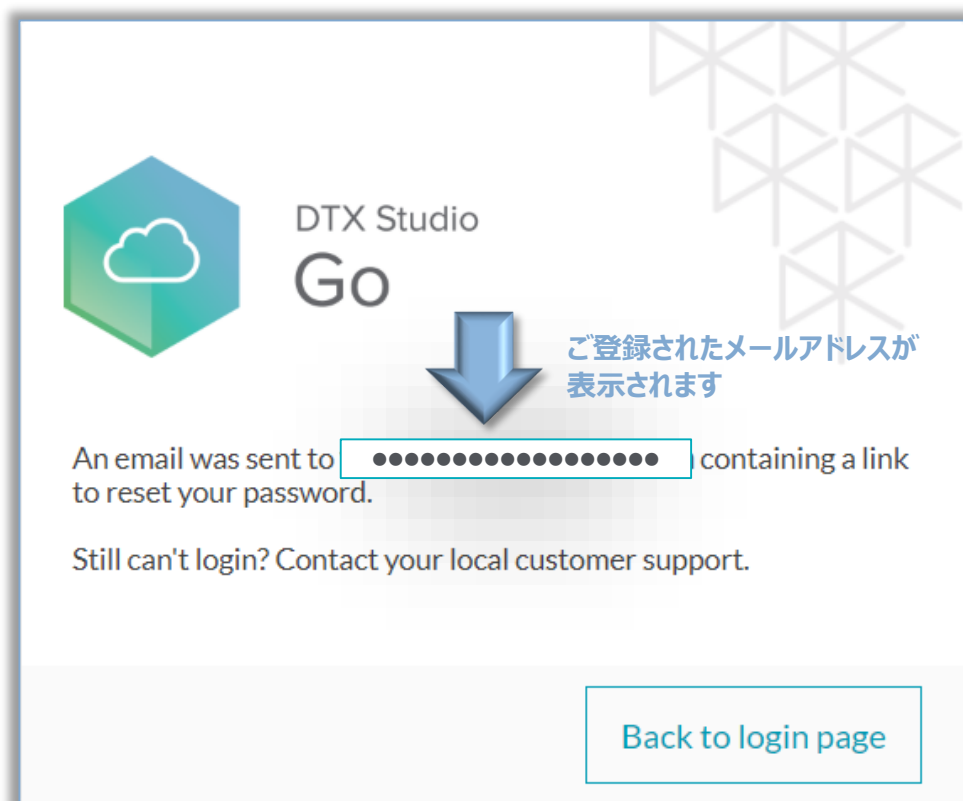 DTX Studio
Go
ご登録されたメールアドレスが
表示されます
An email was sent to ●●●●●●●●●●●●●●●●●● containing a link
to reset your password.
Still can't login? Contact your local customer support.
Back to login page